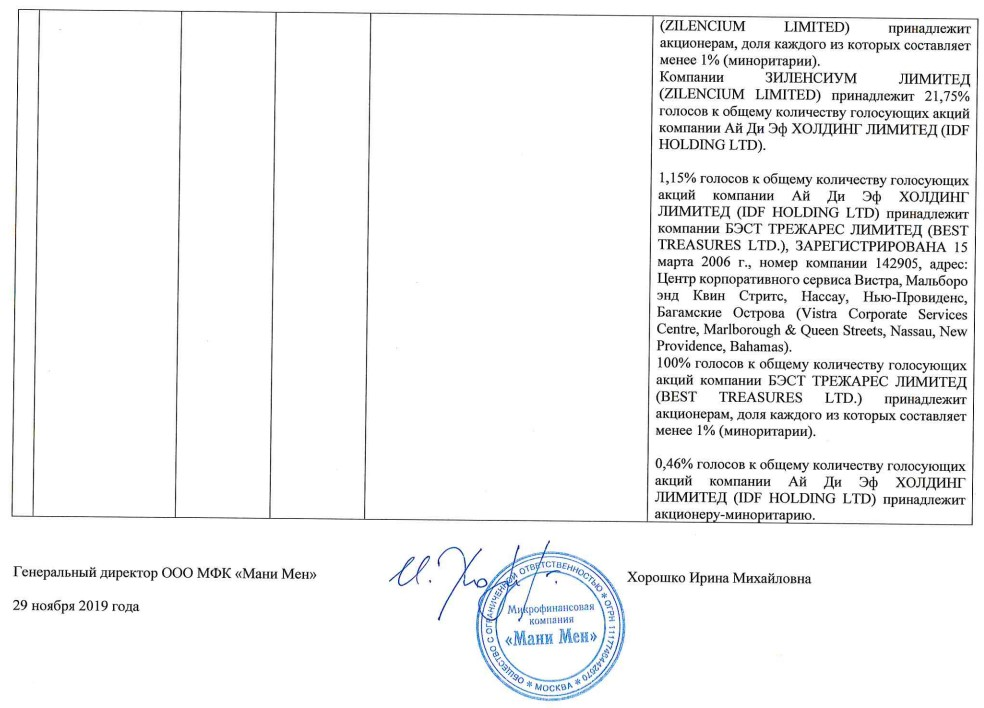 (ZILENCIUM LIMITED) принадлежит
акционерам, доля каждого из которых составляет
менее 1% (миноритарии).
Компании ЗИЛЕНСИУМ ЛИМИТЕД
(ZILENCIUM LIMITED) принадлежит 21,75%
голосов к общему количеству голосующих акций
компании Ай Ди Эф ХОЛДИНГ ЛИМИТЕД (IDF
HOLDING LTD).
1,15% голосов к общему количеству голосующих
акций компании Ай Ди Эф ХОЛДИНГ
ЛИМИТЕД (IDF HOLDING LTD) принадлежит
компании БЭСТ ТРЕЖАРЕС ЛИМИТЕД (BEST
TREASURES LTD.), ЗАРЕГИСТРИРОВАНА 15
марта 2006 г., номер компании 142905, адрес:
Центр корпоративного сервиса Вистра, Мальборо
энд Квин Стритс, Нассау, Нью-Провиденс,
Багамские Острова (Vistra Corporate Services
Centre, Marlborough & Queen Streets, Nassau, New
Providence, Bahamas).
100% голосов к общему количеству голосующих
акций компании БЭСТ ТРЕЖАРЕС ЛИМИТЕД
(BEST TREASURES LTD.) принадлежит
акционерам, доля каждого из которых составляет
менее 1% (миноритарии).
0,46% голосов к общему количеству голосующих
акций компании Ай Ди Эф ХОЛДИНГ
ЛИМИТЕД (IDF HOLDING LTD) принадлежит
акционеру-миноритарию.
Генеральный директор ООО МФК «Мани Мен»
Хорошко Ирина Михайловна
29 ноября 2019 года
ОБЩЕСТВО С ОГРАНИЧЕННОЙ ОТВЕТСТВЕННОСТЬЮ * ОГРН 1117746442670 * МОСКВА *
Микрофинансовая
компания
«Мани Мен»